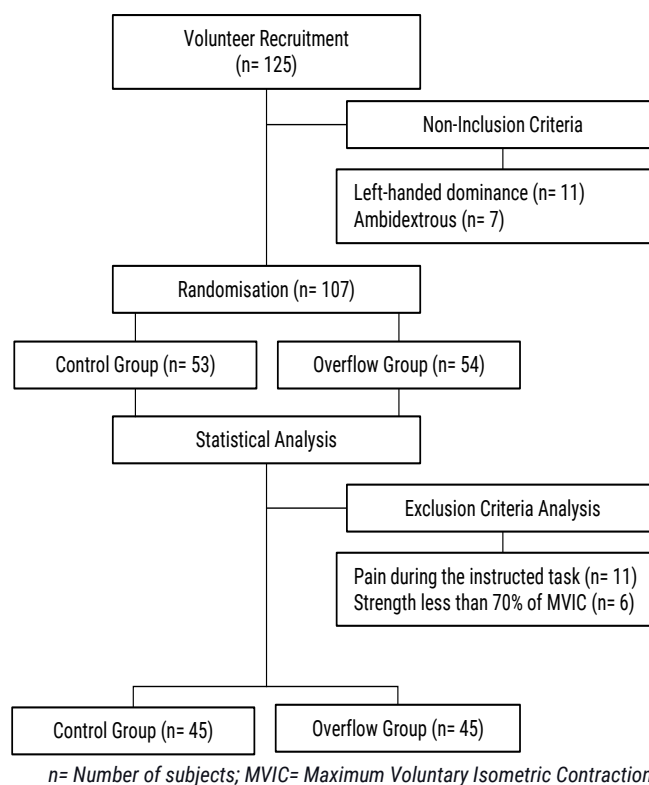 Volunteer Recruitment
(n= 125)
Non-Inclusion Criteria
Left-handed dominance (n= 11)
Ambidextrous (n= 7)
Randomisation (n= 107)
Control Group (n= 53)
Overflow Group (n= 54)
Statistical Analysis
Exclusion Criteria Analysis
Pain during the instructed task (n= 11)
Strength less than 70% of MVIC (n= 6)
Control Group (n= 45)
Overflow Group (n= 45)
n= Number of subjects; MVIC= Maximum Voluntary Isometric Contraction